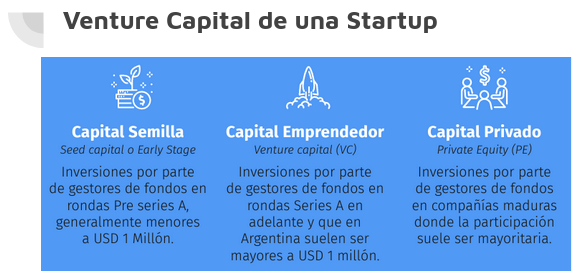 Venture Capital de una Startup
Capital Semilla
Seed capital o Early Stage
Inversiones por parte
de gestores de fondos en
rondas Pre series A,
generalmente menores
a USD 1 Millón.
Capital Emprendedor
Venture capital (VC)
Inversiones por parte
de gestores de fondos en
rondas Series A en
adelante y que en
Argentina suelen ser
mayores a USD 1 millón.
Capital Privado
Private Equity (PE)
Inversiones por parte
de gestores de fondos
en compañías maduras
donde la participación
suele ser mayoritaria.